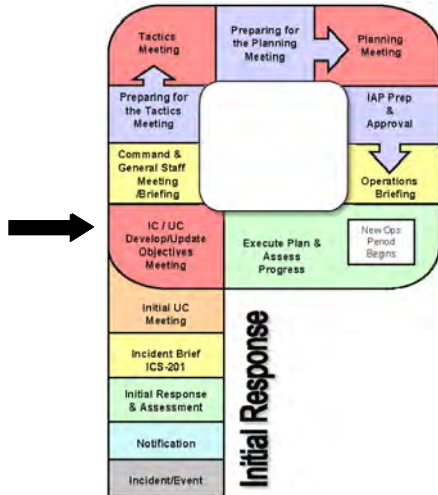 Tactics
Meeting
Preparing for
the Planning
Meeting
Planning
Meeting
Preparing for
the Tactics
Meeting
IAP Prep
&
Approval
Command &
General Staff
Meeting
/Briefing
Operations
Briefing
IC / UC
Develop/Update
Objectives
Meeting
Execute Plan &
Assess
Progress
New Ops
Period
Begins
Initial UC
Meeting
Incident Brief
ICS-201
Initial Response
& Assessment
Notification
Incident/Event
Initial Response